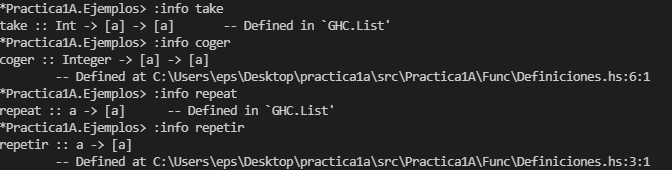 *Practica1A.Ejemplos> :info take
take :: Int -> [a] -> [a]       -- Defined in `GHC.List'
*Practica1A.Ejemplos> :info coger
coger :: Integer -> [a] -> [a]
        -- Defined at C:\Users\eps\Desktop\practica1a\src\Practica1A\Func\Definiciones.hs:6:1
*Practica1A.Ejemplos> :info repeat
repeat :: a -> [a]      -- Defined in `GHC.List'
*Practica1A.Ejemplos> :info repetir
repetir :: a -> [a]
        -- Defined at C:\Users\eps\Desktop\practica1a\src\Practica1A\Func\Definiciones.hs:3:1